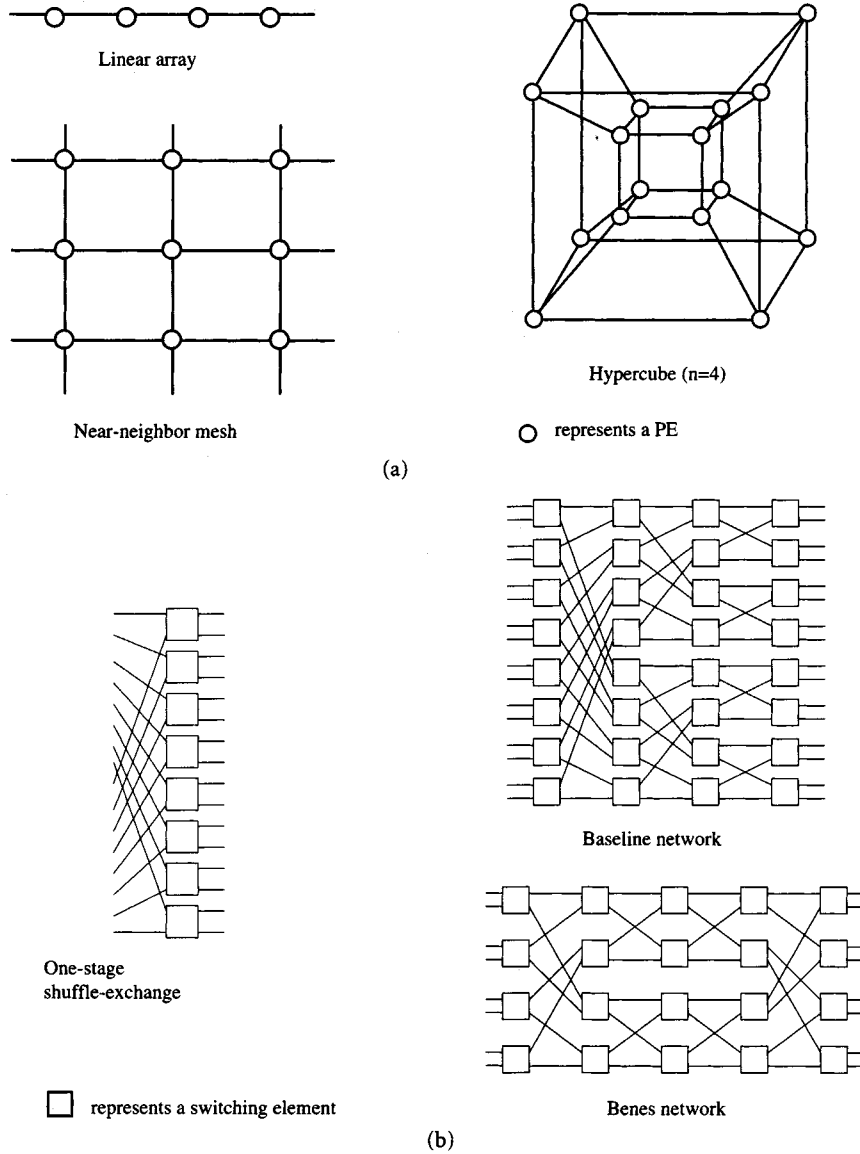 Linear array
Near-neighbor mesh
Hypercube (n=4)
represents a PE
(a)
One-stage
shuffle-exchange
Baseline network
represents a switching element
Benes network
(b)